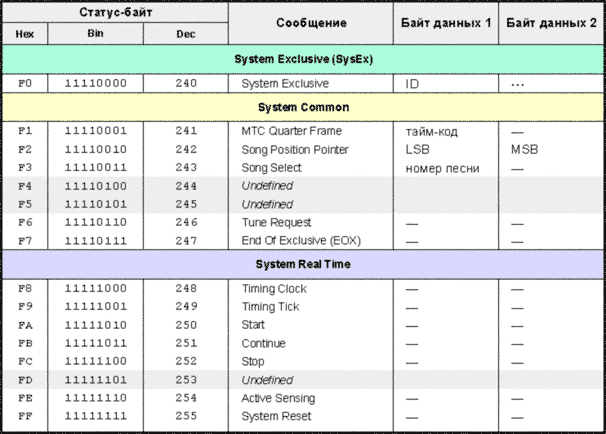 Статус-байт Сообщение Байт данных 1 Байт данных 2
Hex Bin Dec
System Exclusive (SysEx)
F0 11110000 240 System Exclusive ID ...
System Common
F1 11110001 241 MTC Quarter Frame тайм-код —
F2 11110010 242 Song Position Pointer LSB MSB
F3 11110011 243 Song Select номер песни —
F4 11110100 244 Undefined
F5 11110101 245 Undefined
F6 11110110 246 Tune Request — —
F7 11110111 247 End Of Exclusive (EOX) — —
System Real Time
F8 11111000 248 Timing Clock — —
F9 11111001 249 Timing Tick — —
FA 11111010 250 Start — —
FB 11111011 251 Continue — —
FC 11111100 252 Stop — —
FD 11111101 253 Undefined
FE 11111110 254 Active Sensing — —
FF 11111111 255 System Reset — —